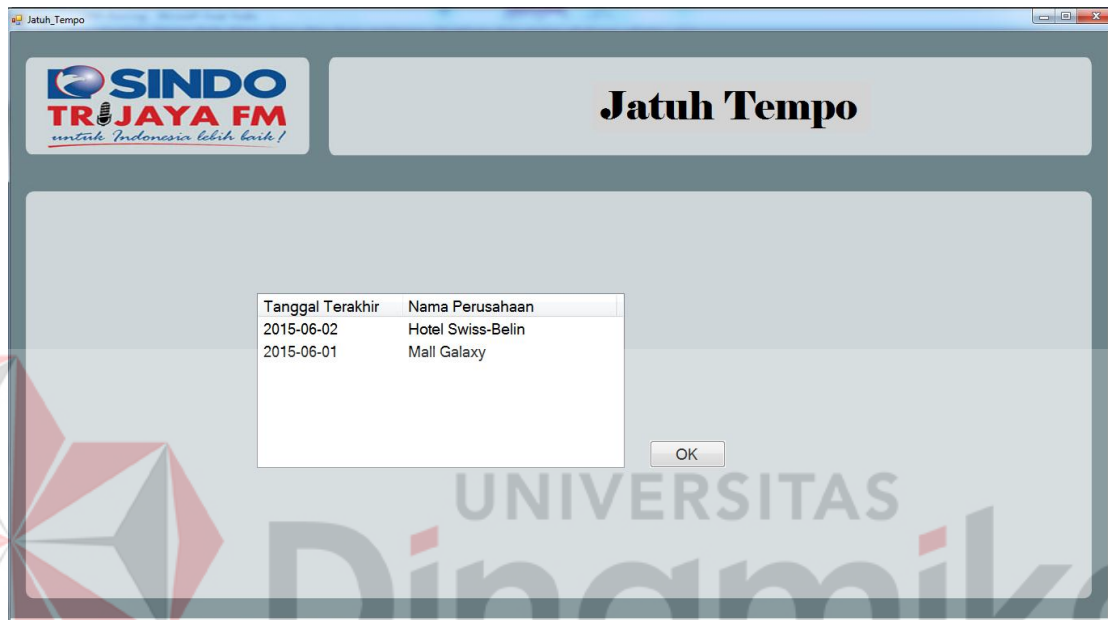 Jatuh_Tempo
SINDO
TRIJAYA FM
untuk Indonesia lebih baik!
Jatuh Tempo
Tanggal Terakhir Nama Perusahaan
2015-06-02 Hotel Swiss-Belin
2015-06-01 Mall Galaxy
OK
UNIVERSITAS
Dinamika